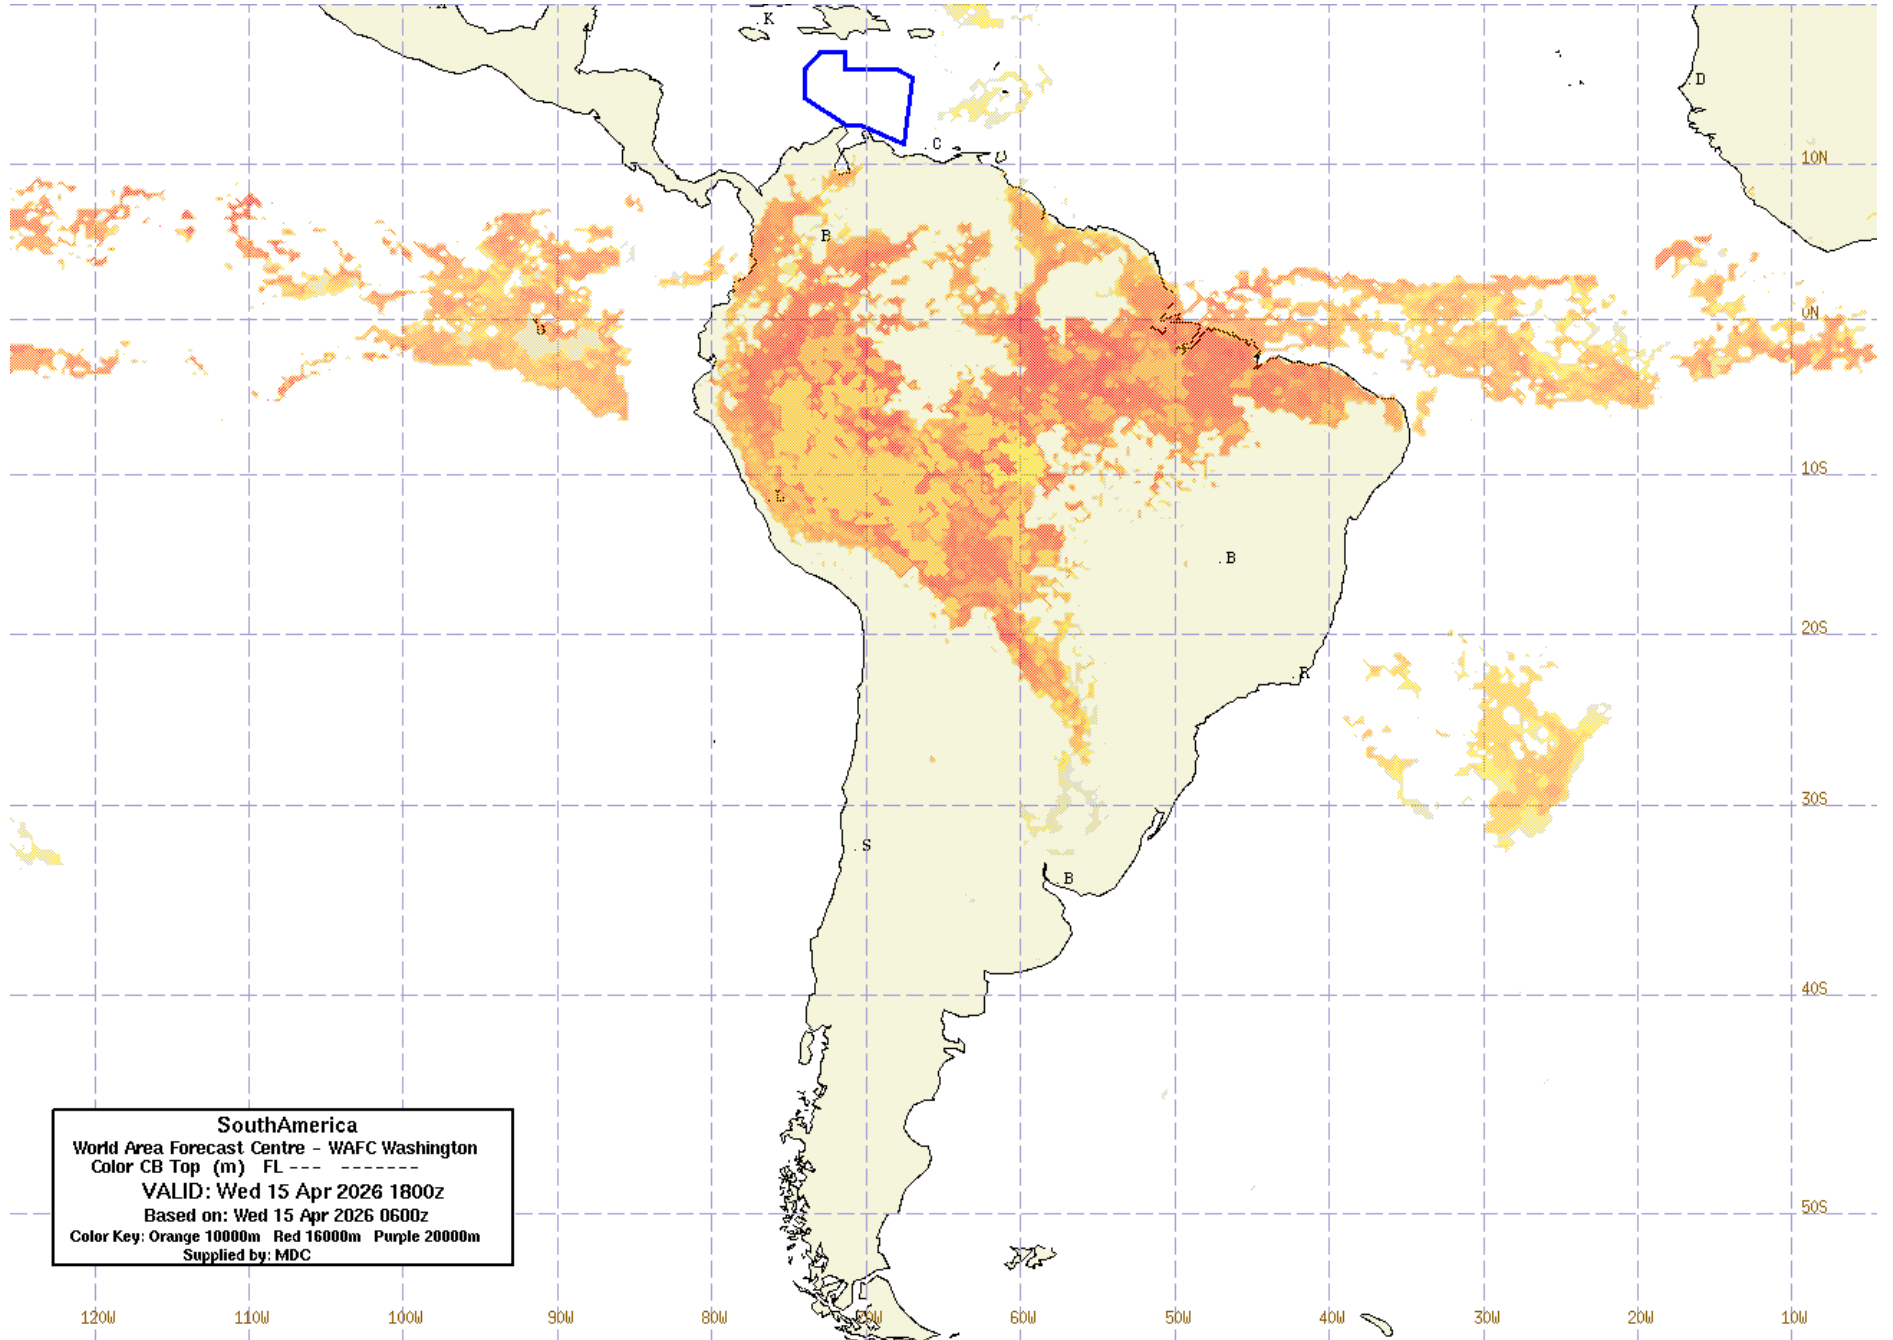 A
K
D
C
10N
B
0N
G
10S
L
B
20S
R
30S
S
B
40S
SouthAmerica
World Area Forecast Centre - WAFC Washington
Color CB Top (m) FL --- -------
VALID: Wed 15 Apr 2026 1800z
Based on: Wed 15 Apr 2026 0600z
Color Key: Orange 10000m Red 16000m Purple 20000m
Supplied by: MDC
50S
120W 110W 100W 90W 80W 70W 60W 50W 40W 30W 20W 10W